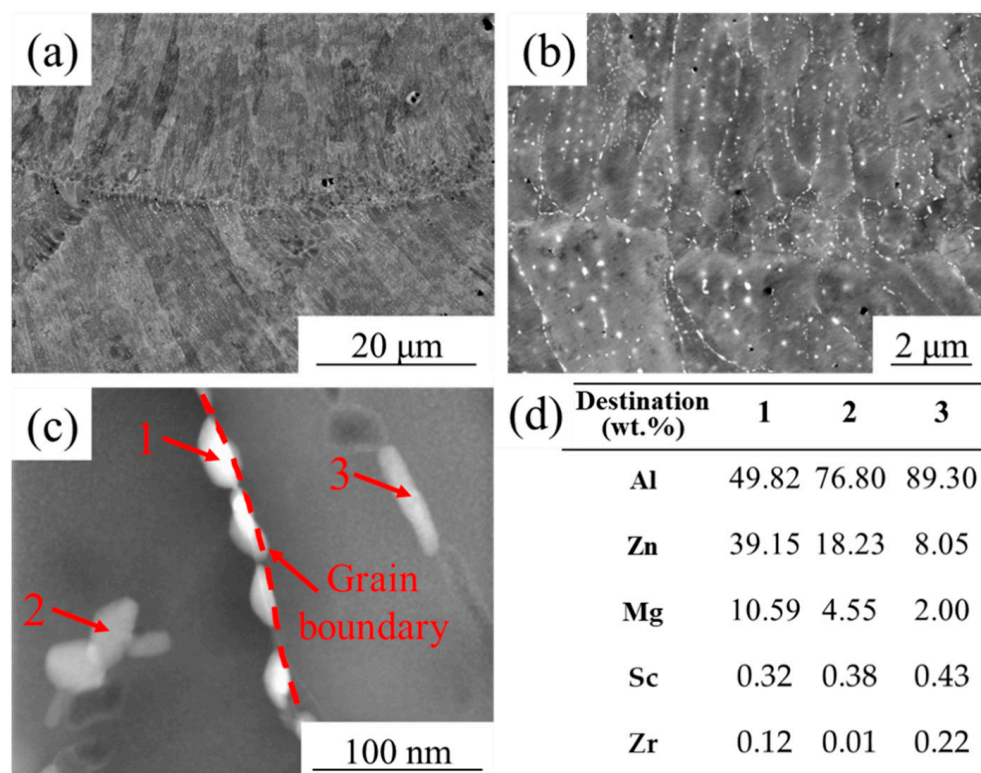 (a)
20 μm
(b)
2 μm
(c)
1
2
3
Grain
boundary
100 nm
(d)
Destination 1 2 3
(wt.%)
Al 49.82 76.80 89.30
Zn 39.15 18.23 8.05
Mg 10.59 4.55 2.00
Sc 0.32 0.38 0.43
Zr 0.12 0.01 0.22